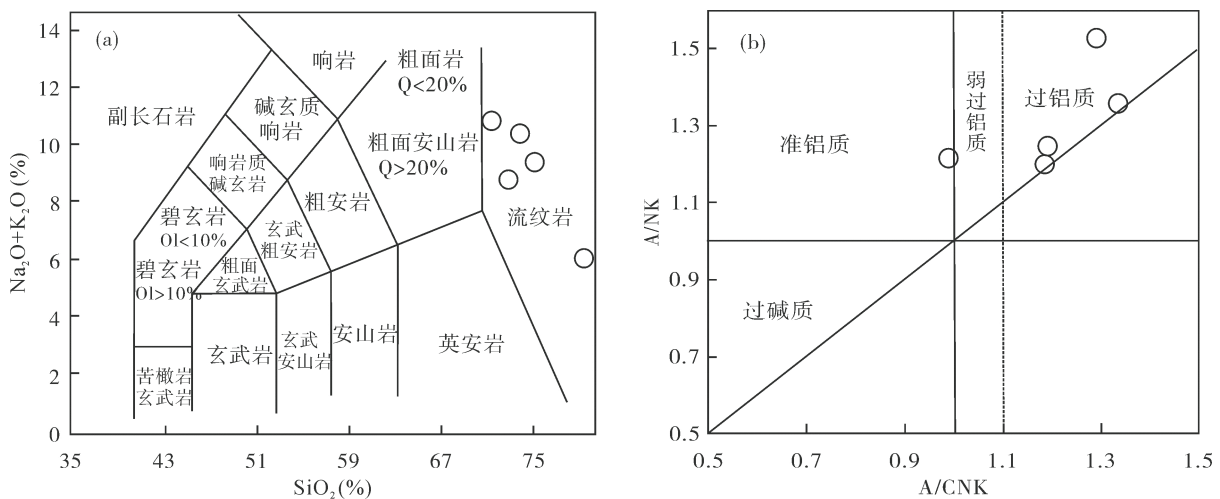 (a)
14
12
10
8
6
4
2
0
Na₂O+K₂O (%)
35
43
51
59
67
75
SiO₂(%)
响岩
粗面岩
Q<20%
副长石岩
碱玄质
响岩
粗面安山岩
Q>20%
响岩质
碱玄岩
粗安岩
流纹岩
碧玄岩
Ol<10%
玄武
粗安岩
碧玄岩
Ol>10%
粗面
玄武岩
玄武岩
玄武
安山岩
安山岩
英安岩
苦橄岩
玄武岩
(b)
1.5
1.3
1.1
0.9
0.7
0.5
A/NK
0.5
0.7
0.9
1.1
1.3
1.5
A/CNK
准铝质
弱过铝质
过铝质
过碱质